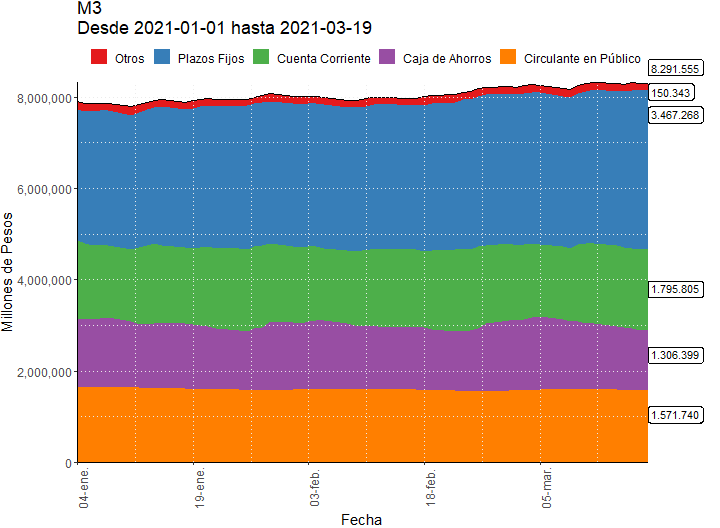 M3
Desde 2021-01-01 hasta 2021-03-19
Otros Plazos Fijos Cuenta Corriente Caja de Ahorros Circulante en Público
8.291.555
150.343
3.467.268
1.795.805
1.306.399
1.571.740
8,000,000
6,000,000
4,000,000
2,000,000
0
Millones de Pesos
04-ene.
19-ene.
03-feb.
18-feb.
05-mar.
Fecha